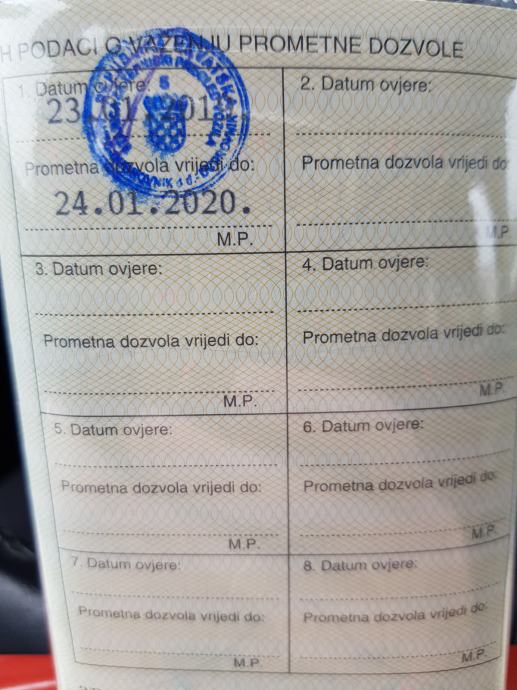 H PODACI O VAŽENJU PROMETNE DOZVOLE
1. Datum ovjere:
2. Datum ovjere:
23.01.201
Prometna dozvola vrijedi do:
Prometna dozvola vrijedi do
24.01.2020.
M.P.
M.P.
3. Datum ovjere:
4. Datum ovjere:
Prometna dozvola vrijedi do:
Prometna dozvola vrijedi do:
M.P.
M.P.
5. Datum ovjere:
6. Datum ovjere:
Prometna dozvola vrijedi do:
Prometna dozvola vrijedi do:
M.P.
M.P.
7. Datum ovjere:
8. Datum ovjere:
Prometna dozvola vrijedi do:
Prometna dozvola vrijedi do:
M.P.
M.P.